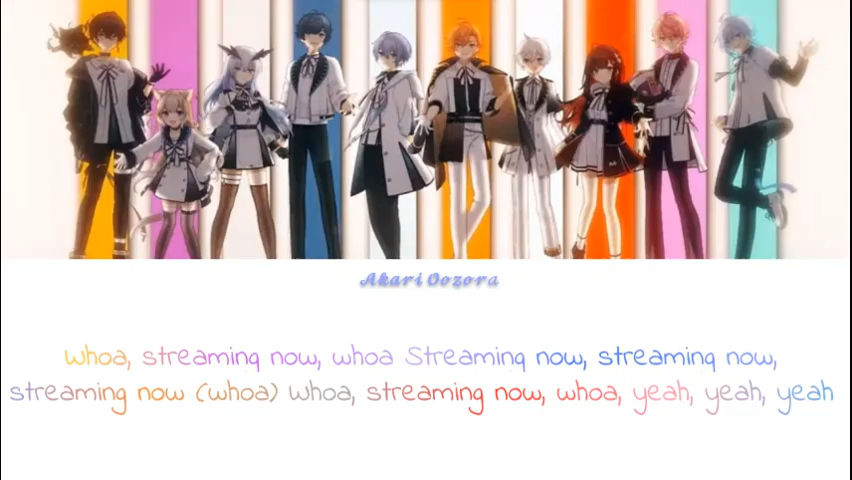 Akari Oozora
Whoa, streaming now, whoa Streaming now, streaming now,
streaming now (whoa) Whoa, streaming now, whoa, yeah, yeah, yeah